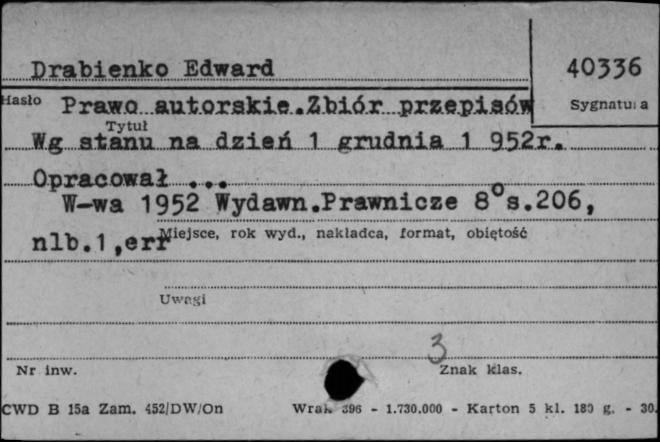 Drabienko Edward
40336
Hasło Prawo autorskie.Zbiór przepisów
Sygnatura
Tytuł
Wg stanu na dzień 1 grudnia 1 952r.
Opracował ...
W-wa 1952 Wydawn.Prawnicze 8°s.206,
nlb.1,err
Miejsce, rok wyd., nakładca, format, objętość
Uwagi
3
Nr inw.
Znak klas.
CWD B 15a Zam. 452/DW/On
396 - 1.730.000 - Karton 5 kl. 180 g. - 30.